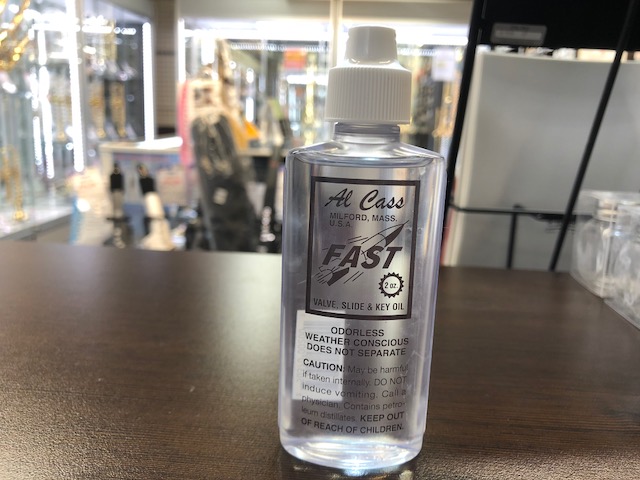 Al Cass
MILFORD, MASS.
U.S.A.
FAST
2 oz.
VALVE, SLIDE & KEY OIL
ODORLESS
WEATHER CONSCIOUS
DOES NOT SEPARATE
CAUTION: May be harmful
if taken internally. DO NOT
induce vomiting. Call a
physician. Contains petro-
leum distillates. KEEP OUT
OF REACH OF CHILDREN.